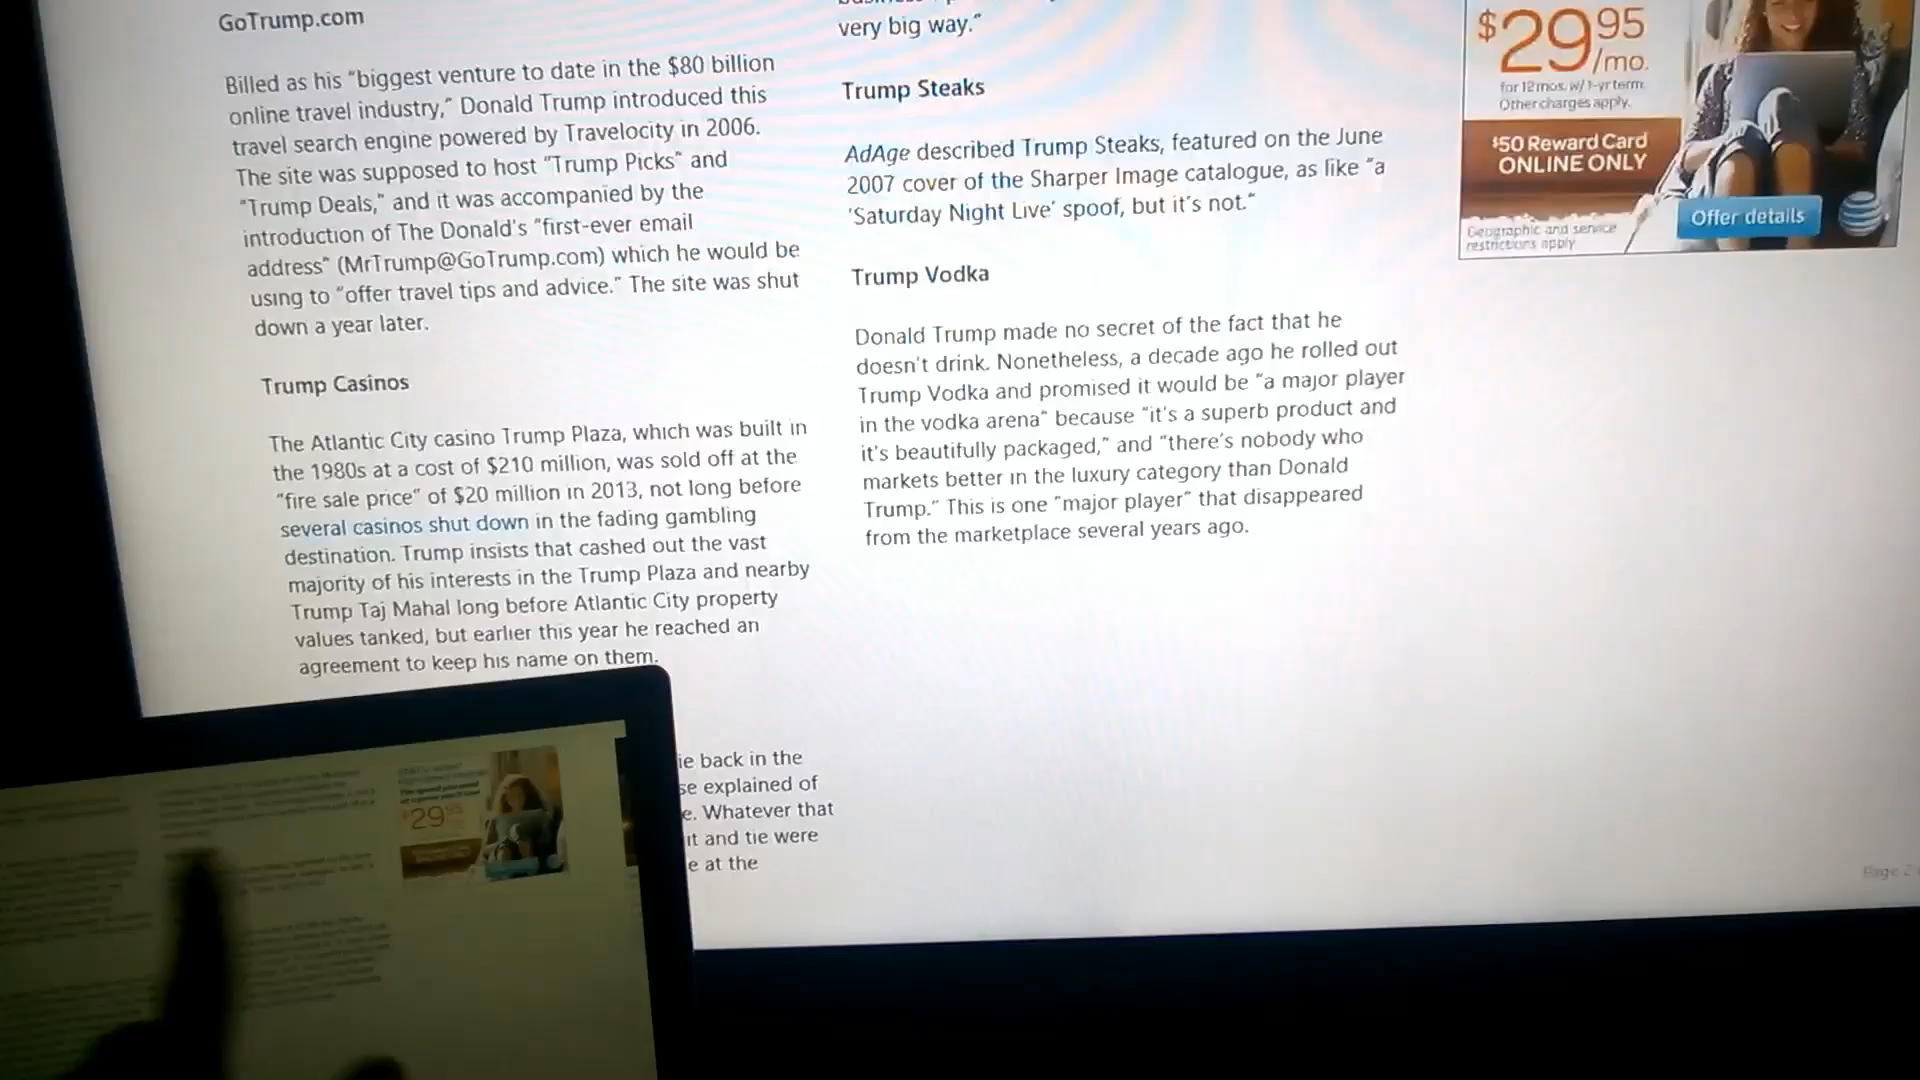 GoTrump.com
Billed as his “biggest venture to date in the $80 billion
online travel industry,” Donald Trump introduced this
travel search engine powered by Travelocity in 2006.
The site was supposed to host “Trump Picks” and
“Trump Deals,” and it was accompanied by the
introduction of The Donald's “first-ever email
address” (MrTrump@GoTrump.com) which he would be
using to “offer travel tips and advice.” The site was shut
down a year later.
Trump Casinos
The Atlantic City casino Trump Plaza, which was built in
the 1980s at a cost of $210 million, was sold off at the
“fire sale price” of $20 million in 2013, not long before
several casinos shut down in the fading gambling
destination. Trump insists that cashed out the vast
majority of his interests in the Trump Plaza and nearby
Trump Taj Mahal long before Atlantic City property
values tanked, but earlier this year he reached an
agreement to keep his name on them.
ie back in the
se explained of
e. Whatever that
it and tie were
e at the
very big way.”
Trump Steaks
AdAge described Trump Steaks, featured on the June
2007 cover of the Sharper Image catalogue, as like “a
‘Saturday Night Live’ spoof, but it’s not.”
Trump Vodka
Donald Trump made no secret of the fact that he
doesn't drink. Nonetheless, a decade ago he rolled out
Trump Vodka and promised it would be “a major player
in the vodka arena” because “it's a superb product and
it's beautifully packaged,” and “there's nobody who
markets better in the luxury category than Donald
Trump.” This is one “major player” that disappeared
from the marketplace several years ago.
$29 95
/mo.
for 12 mos. w/ 1-yr term.
Other charges apply.
$50 Reward Card
ONLINE ONLY
Offer details
Geographic and service
restrictions apply
Page 2
$29